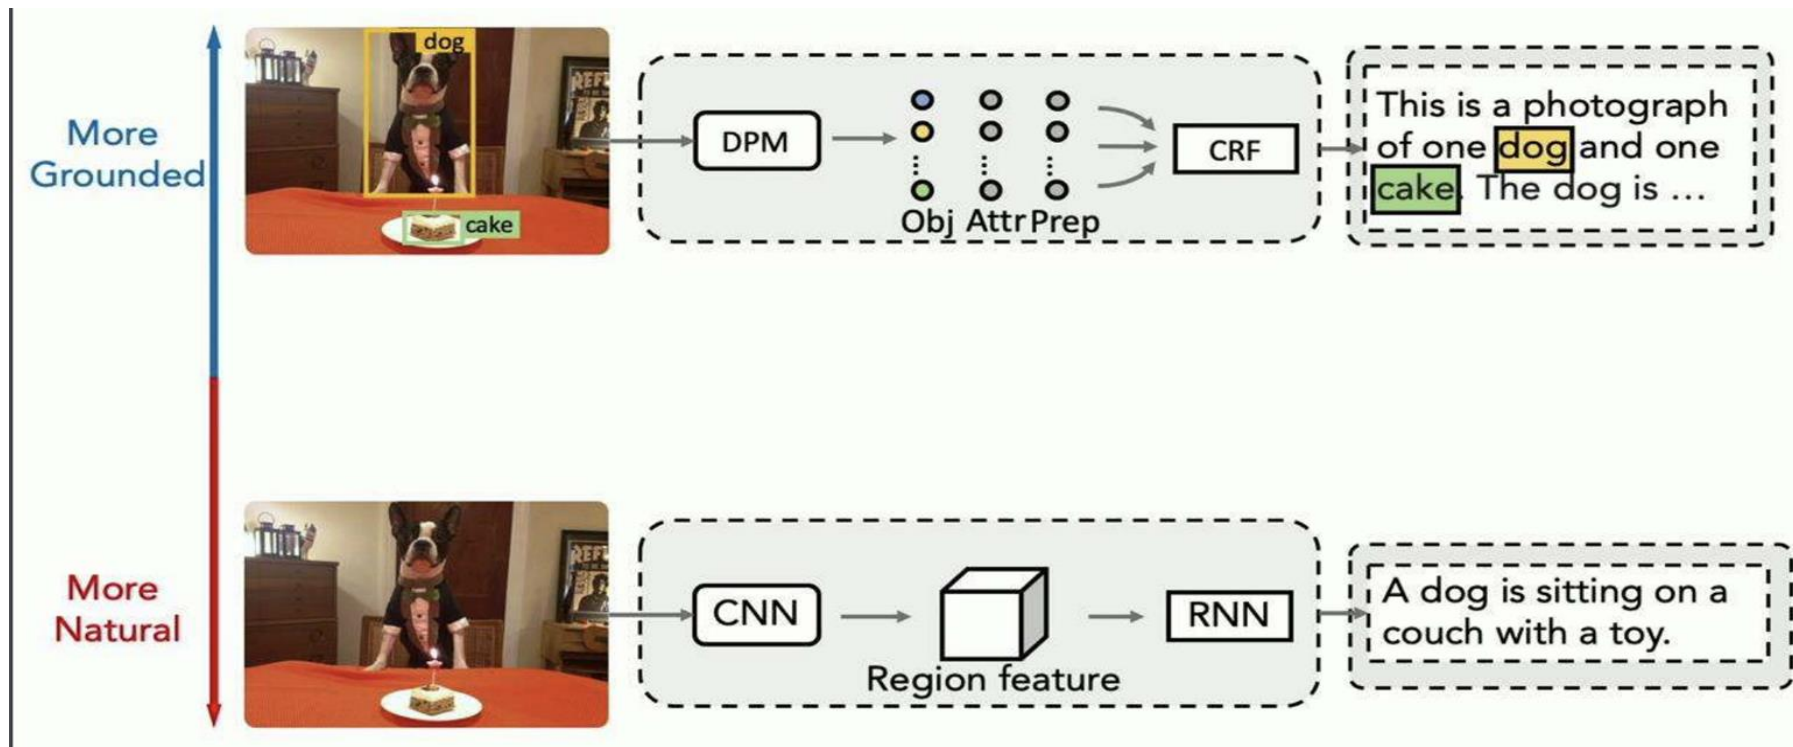 More
Grounded
dog
cake
DPM
Obj Attr Prep
CRF
This is a photograph
of one dog and one
cake. The dog is ...
More
Natural
CNN
Region feature
RNN
A dog is sitting on a
couch with a toy.